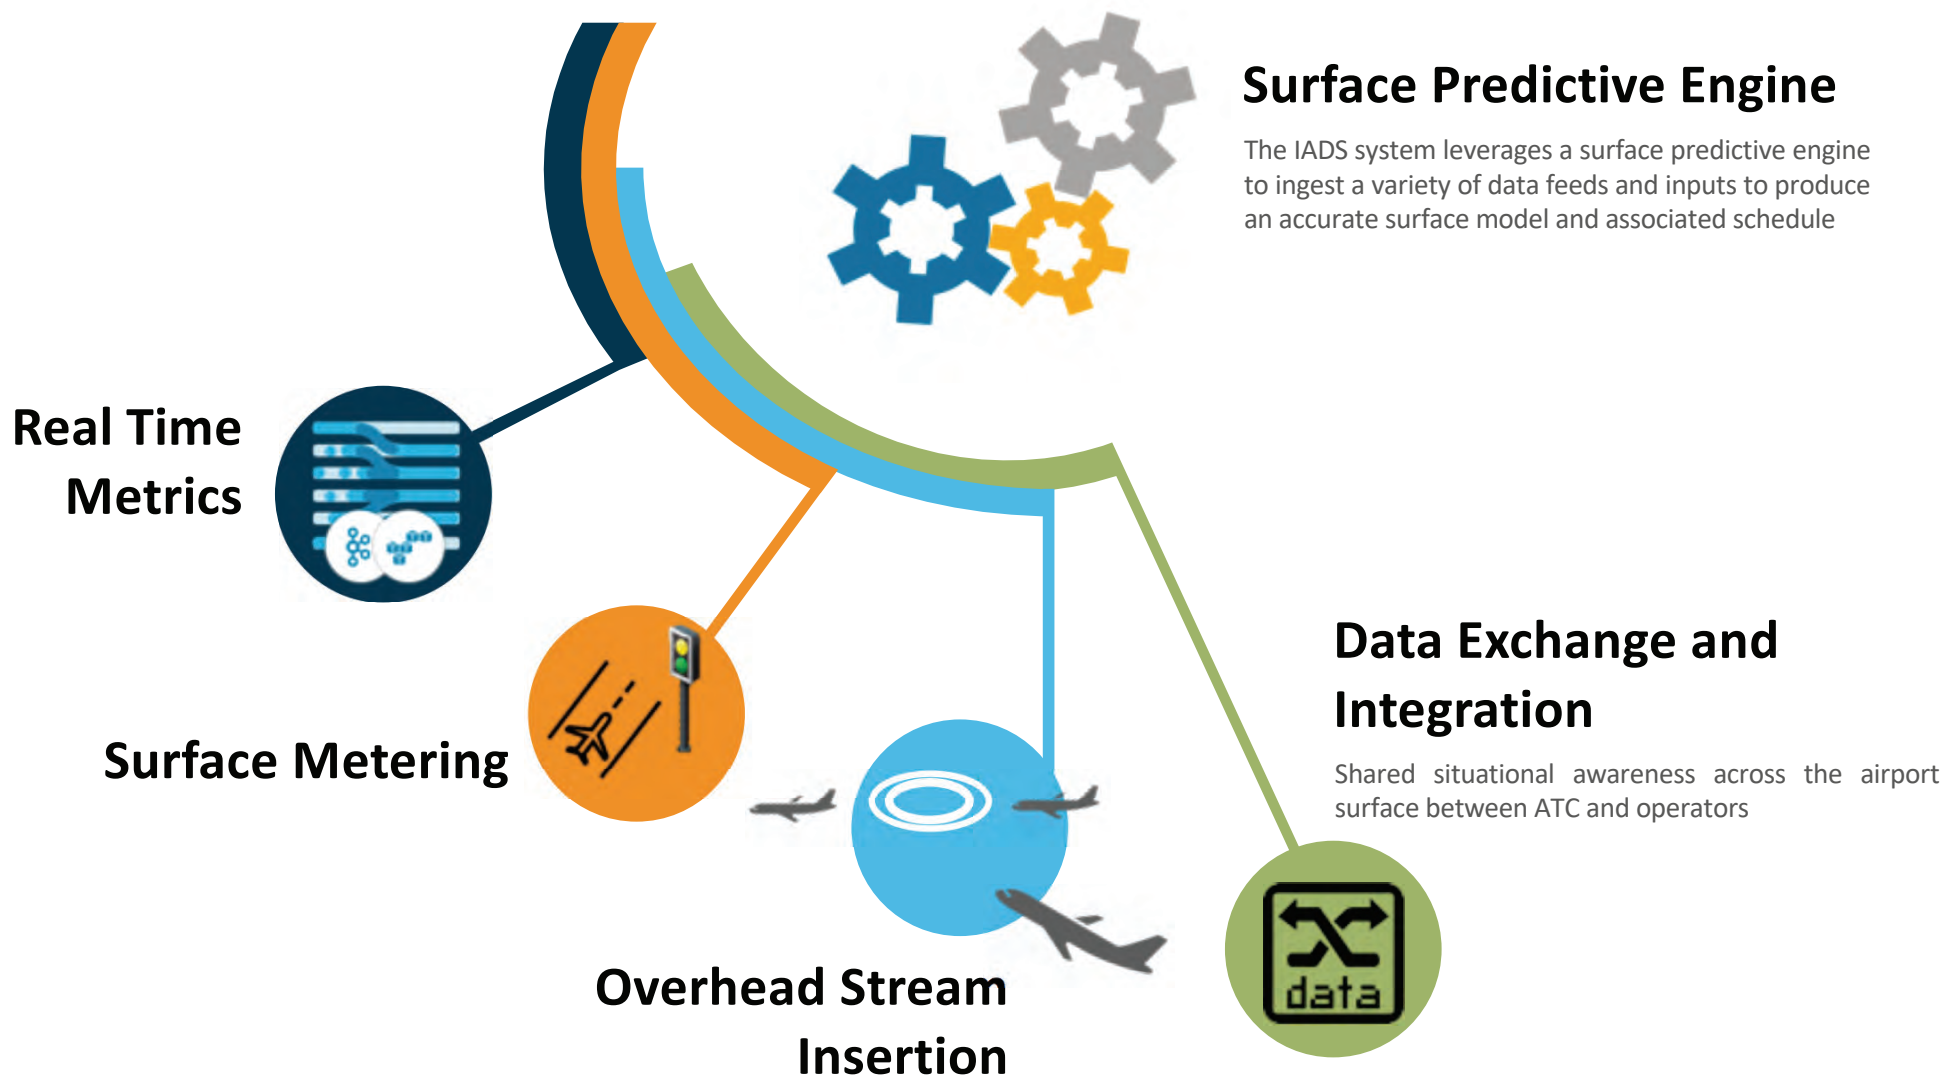 Surface Predictive Engine
The IADS system leverages a surface predictive engine
to ingest a variety of data feeds and inputs to produce
an accurate surface model and associated schedule
Real Time
Metrics
Surface Metering
Overhead Stream
Insertion
Data Exchange and
Integration
Shared situational awareness across the airport
surface between ATC and operators
data